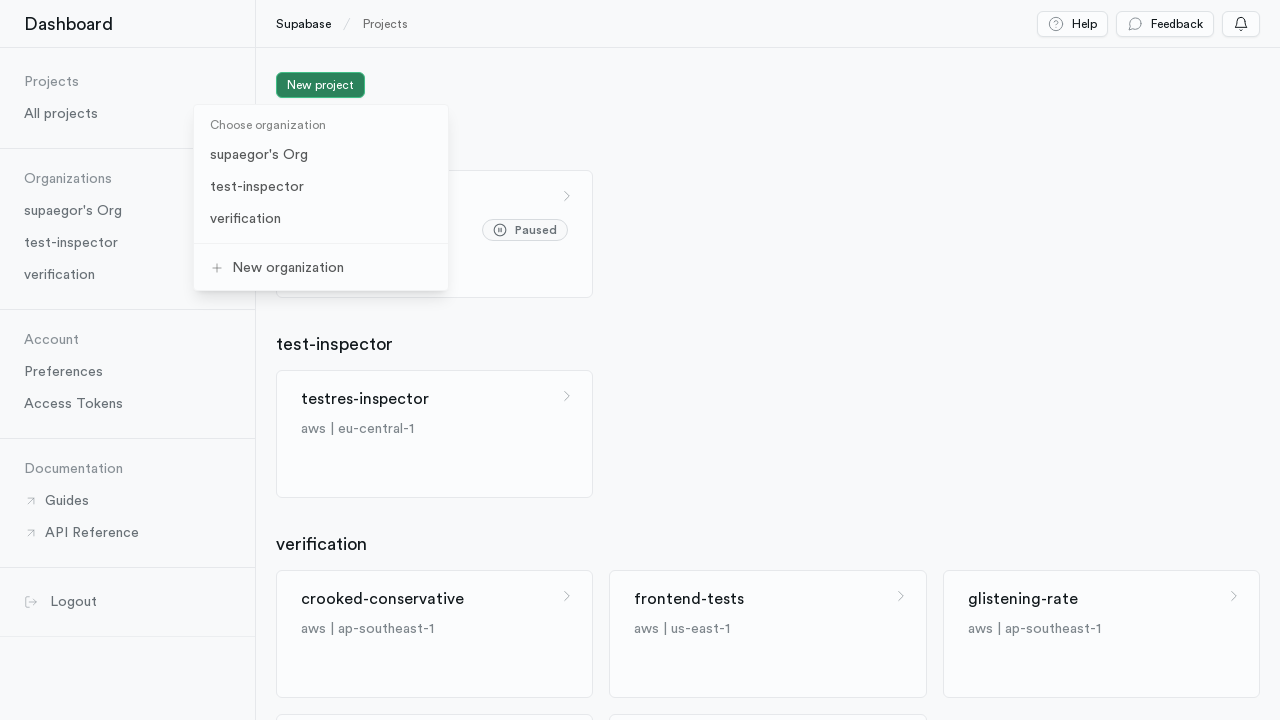 Dashboard
Supabase
Projects
Help
Feedback
Projects
All projects
Organizations
supaegor's Org
test-inspector
verification
Account
Preferences
Access Tokens
Documentation
Guides
API Reference
Logout
New project
Choose organization
supaegor's Org
test-inspector
verification
New organization
Paused
test-inspector
testres-inspector
aws | eu-central-1
verification
crooked-conservative
aws | ap-southeast-1
frontend-tests
aws | us-east-1
glistening-rate
aws | ap-southeast-1